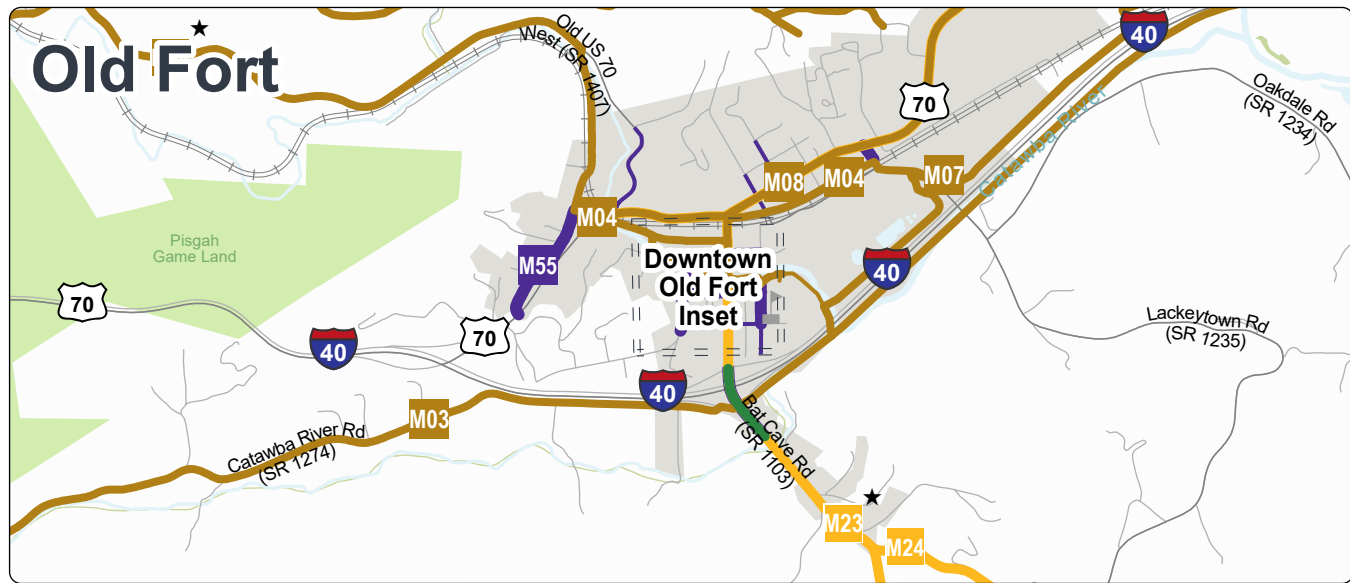 Old Fort
Old US 70
West (SR 1407)
40
70
Oakdale Rd
(SR 1234)
Catawba River
M08
M04
M07
M04
Pisgah
Game Land
M55
Downtown
Old Fort
Inset
40
70
70
40
Lackeytown Rd
(SR 1235)
40
M03
Catawba River Rd
(SR 1274)
Bat Cave Rd
(SR 1103)
M23
M24